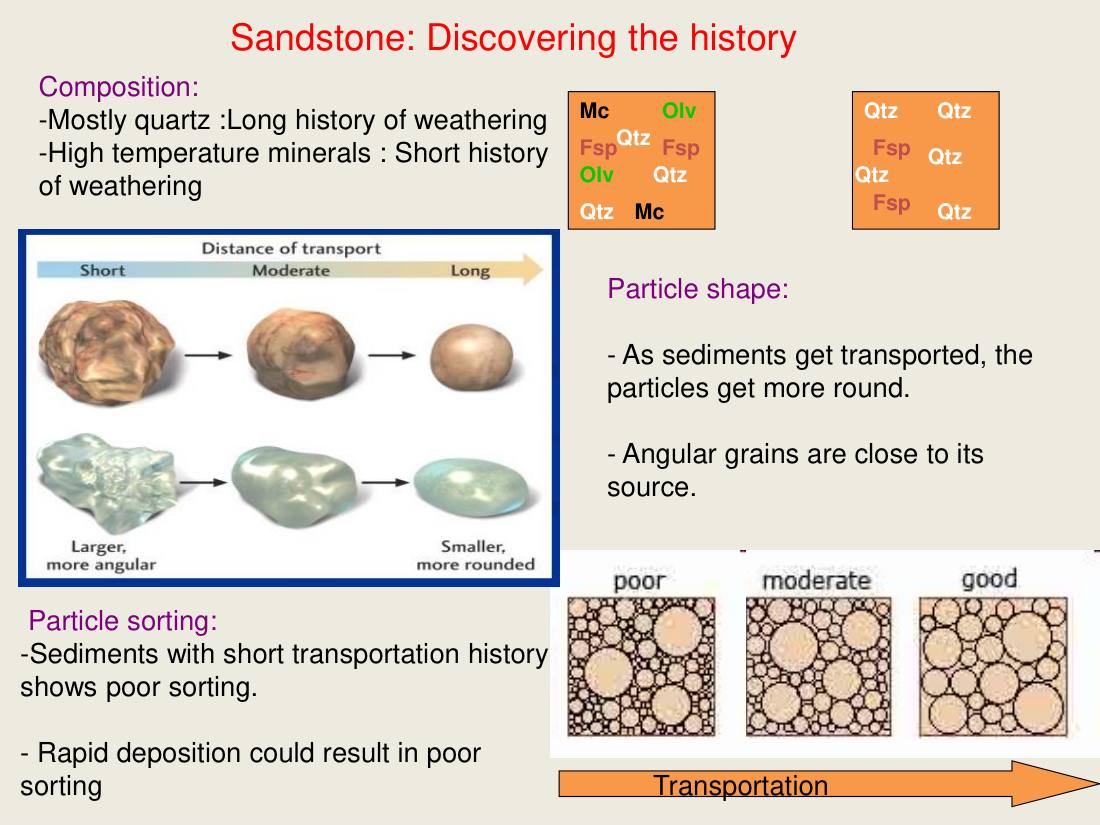 Sandstone: Discovering the history
Composition:
-Mostly quartz :Long history of weathering
-High temperature minerals : Short history
of weathering
Mc Olv
Qtz
Fsp Fsp
Olv Qtz
Qtz Mc
Qtz Qtz
Fsp Qtz
Qtz
Fsp Qtz
Distance of transport
Short Moderate Long
Larger,
more angular
Smaller,
more rounded
Particle shape:
- As sediments get transported, the
particles get more round.
- Angular grains are close to its
source.
Particle sorting:
-Sediments with short transportation history
shows poor sorting.
- Rapid deposition could result in poor
sorting
poor moderate good
Transportation